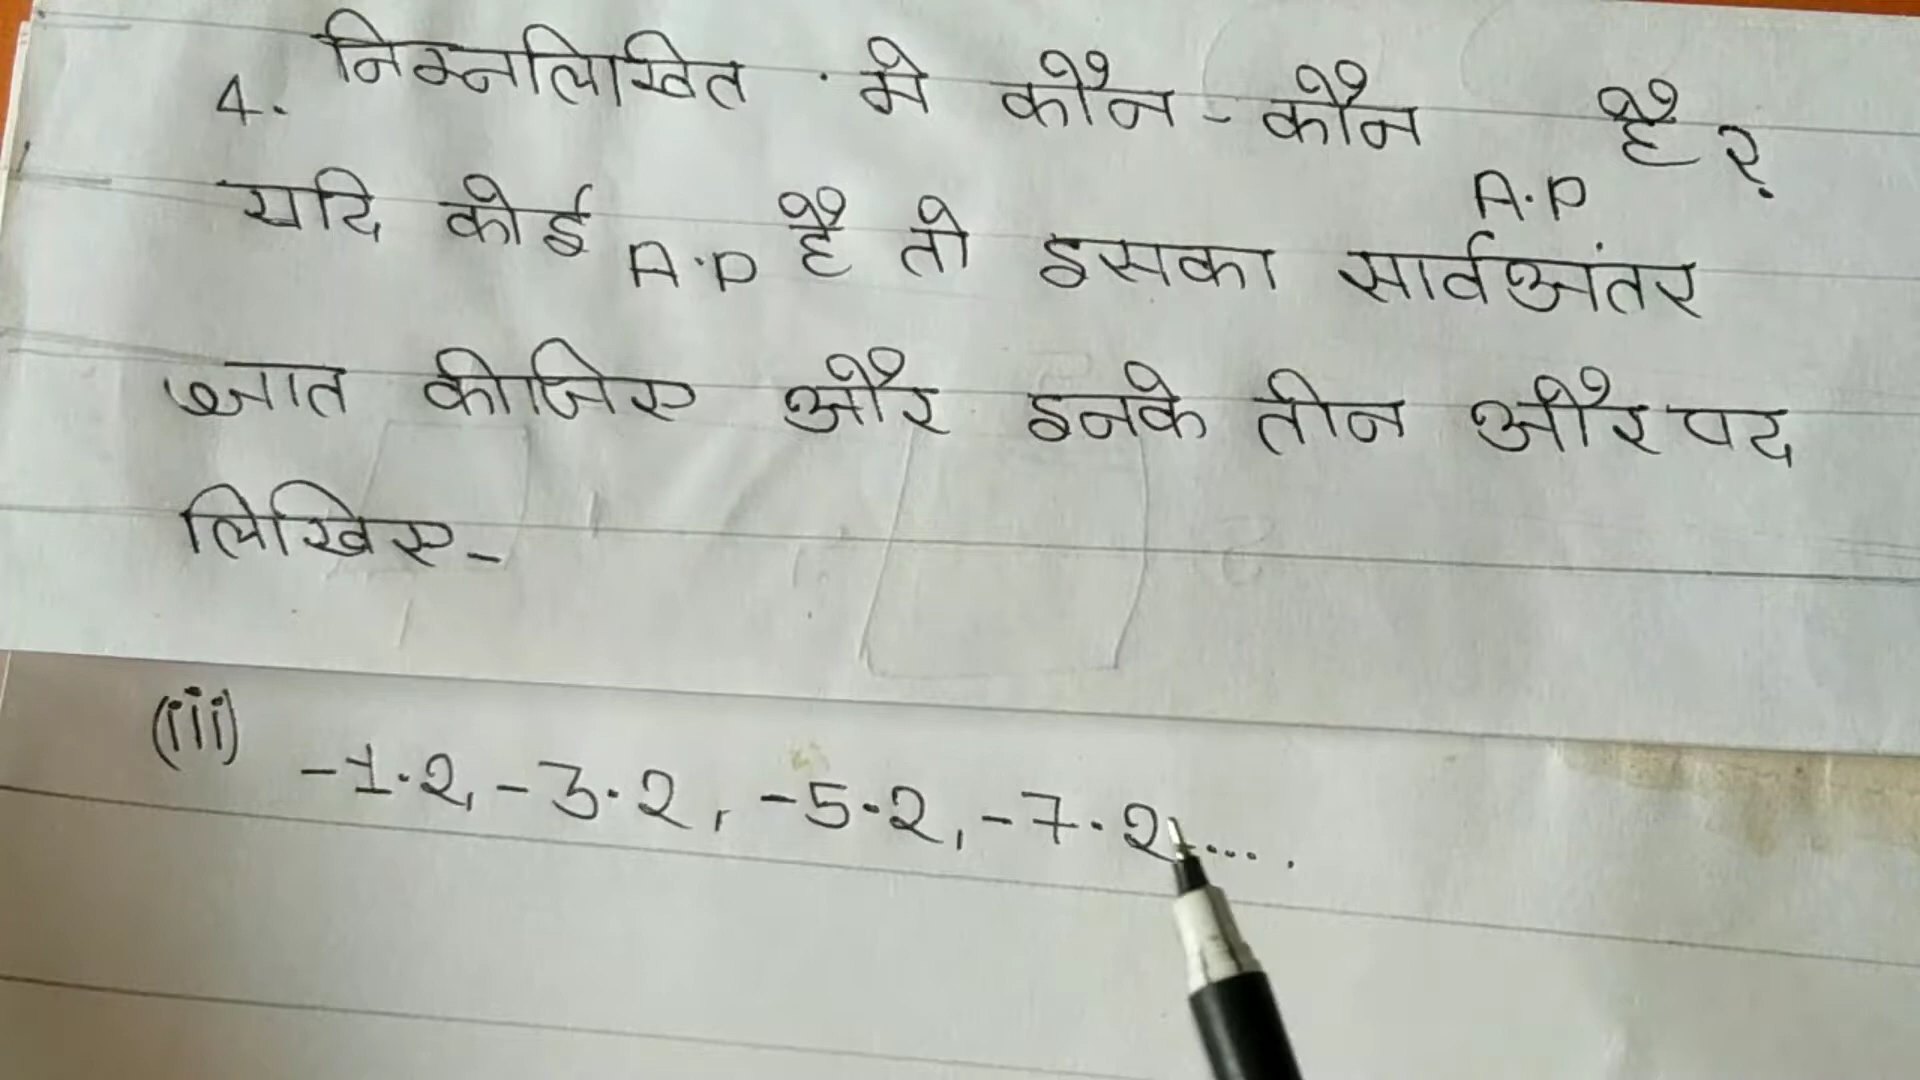 4. निम्नलिखित में कौन-कौन A.P हैं?
यदि कोई A.P हैं तो इसका सार्वअंतर
ज्ञात कीजिए और इनके तीन और पद
लिखिए-
(iii) -1.2, -3.2, -5.2, -7.2, ....